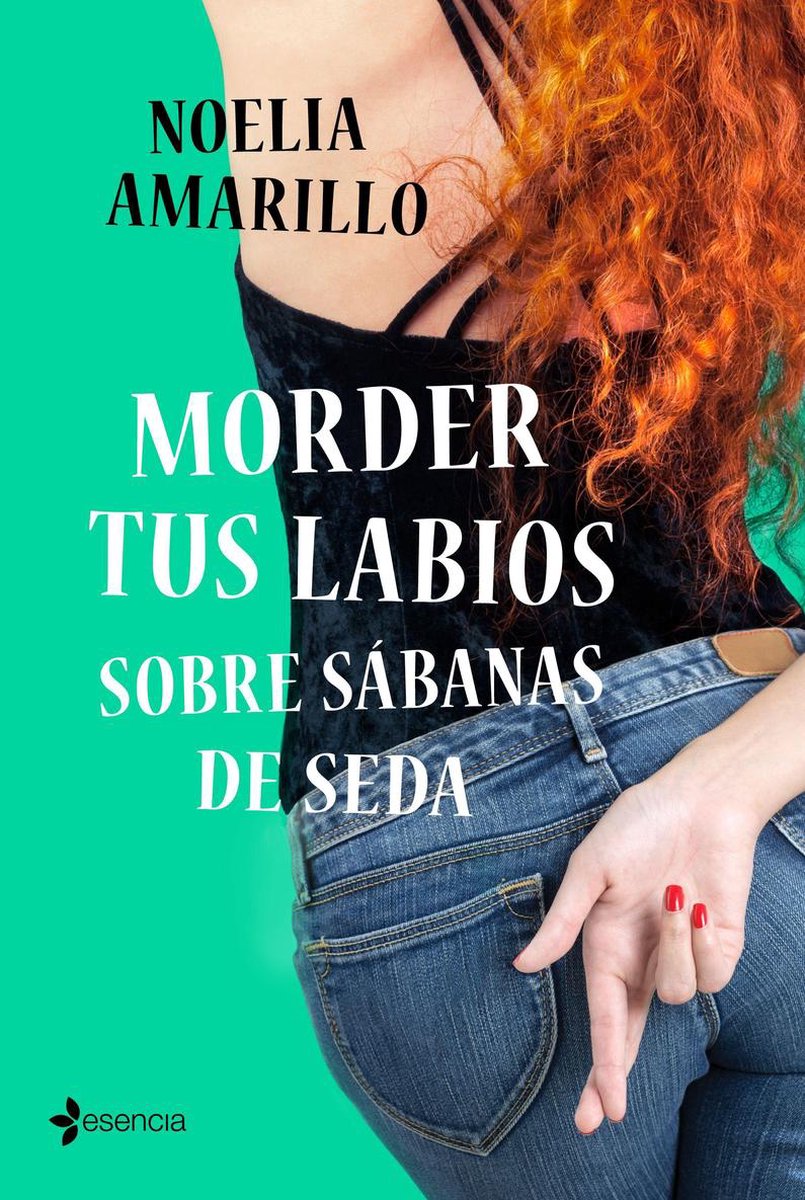 NOELIA
AMARILLO
MORDER
TUS LABIOS
SOBRE SÁBANAS
DE SEDA
esencia